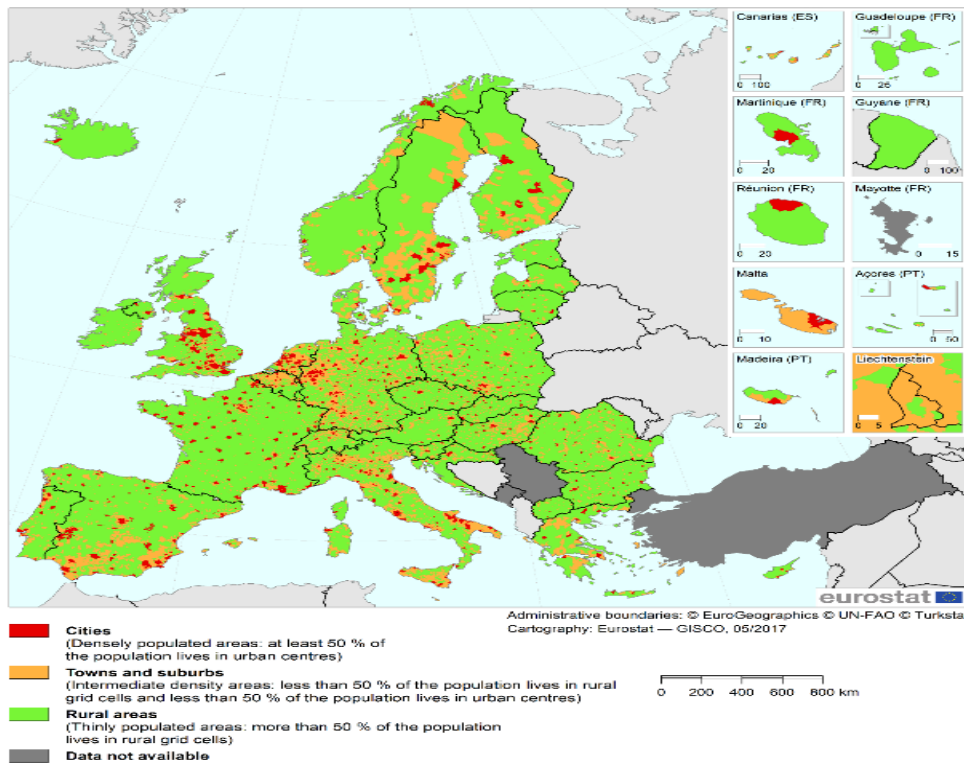 Canarias (ES)
0 100
Guadeloupe (FR)
0 25
Martinique (FR)
0 20
Guyane (FR)
0 100
Réunion (FR)
0 20
Mayotte (FR)
0 15
Malta
0 10
Açores (PT)
0 50
Madeira (PT)
0 20
Liechtenstein
0 5
eurostat
Administrative boundaries: © EuroGeographics © UN-FAO © Turksta
Cartography: Eurostat — GISCO, 05/2017
Cities
(Densely populated areas: at least 50 % of
the population lives in urban centres)
Towns and suburbs
(Intermediate density areas: less than 50 % of the population lives in rural
grid cells and less than 50 % of the population lives in urban centres)
Rural areas
(Thinly populated areas: more than 50 % of the population
lives in rural grid cells)
Data not available
0 200 400 600 800 km